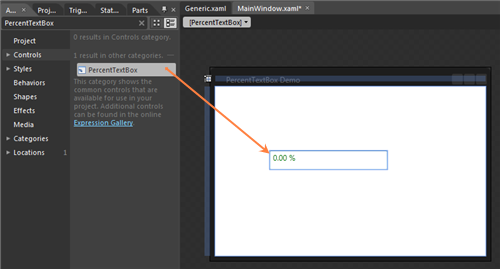 A...
Proj...
Trig...
Stat...
Parts
Generic.xaml
MainWindow.xaml*
PercentTextBox
[PercentTextBox]
Project
Controls
Styles
Behaviors
Shapes
Effects
Media
Categories
Locations 1
0 results in Controls category.
1 result in other categories.
PercentTextBox
This category shows the
common controls that are
available for use in your
project. Additional controls
can be found in the online
Expression Gallery.
PercentTextBox Demo
0.00 %